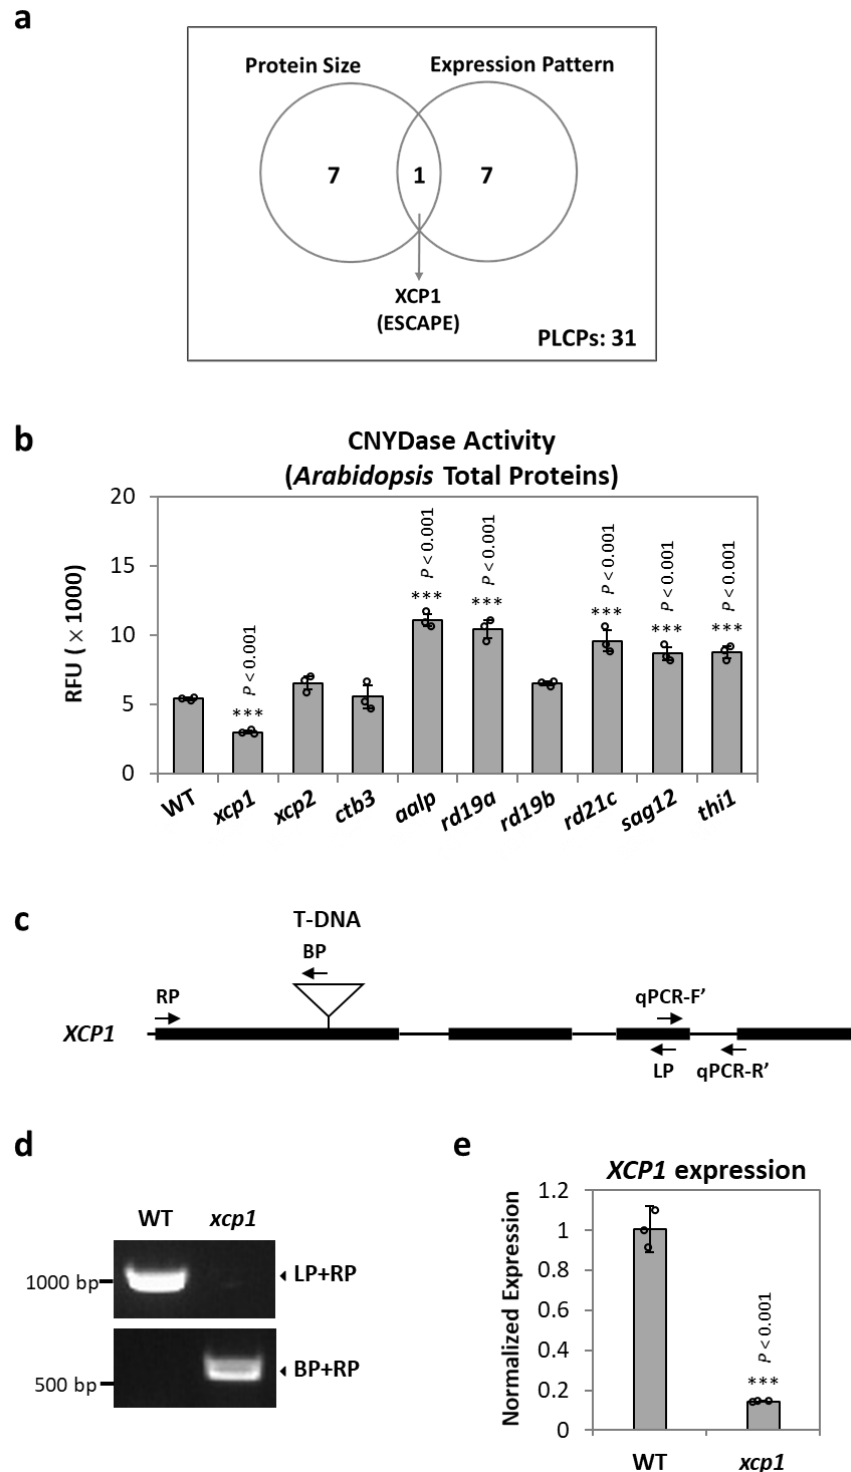 a
Protein Size
Expression Pattern
7
1
7
XCP1
(ESCAPE)
PLCPs: 31
b
CNYDase Activity
(Arabidopsis Total Proteins)
RFU ( × 1000)
20
15
10
5
0
***
P < 0.001
***
P < 0.001
***
P < 0.001
***
P < 0.001
***
P < 0.001
***
P < 0.001
WT
xcp1
xcp2
ctb3
aalp
rd19a
rd19b
rd21c
sag12
thi1
c
T-DNA
BP
RP
qPCR-F’
XCP1
LP
qPCR-R’
d
WT
xcp1
1000 bp
LP+RP
500 bp
BP+RP
e
XCP1 expression
Normalized Expression
1.2
1
0.8
0.6
0.4
0.2
0
***
P < 0.001
WT
xcp1